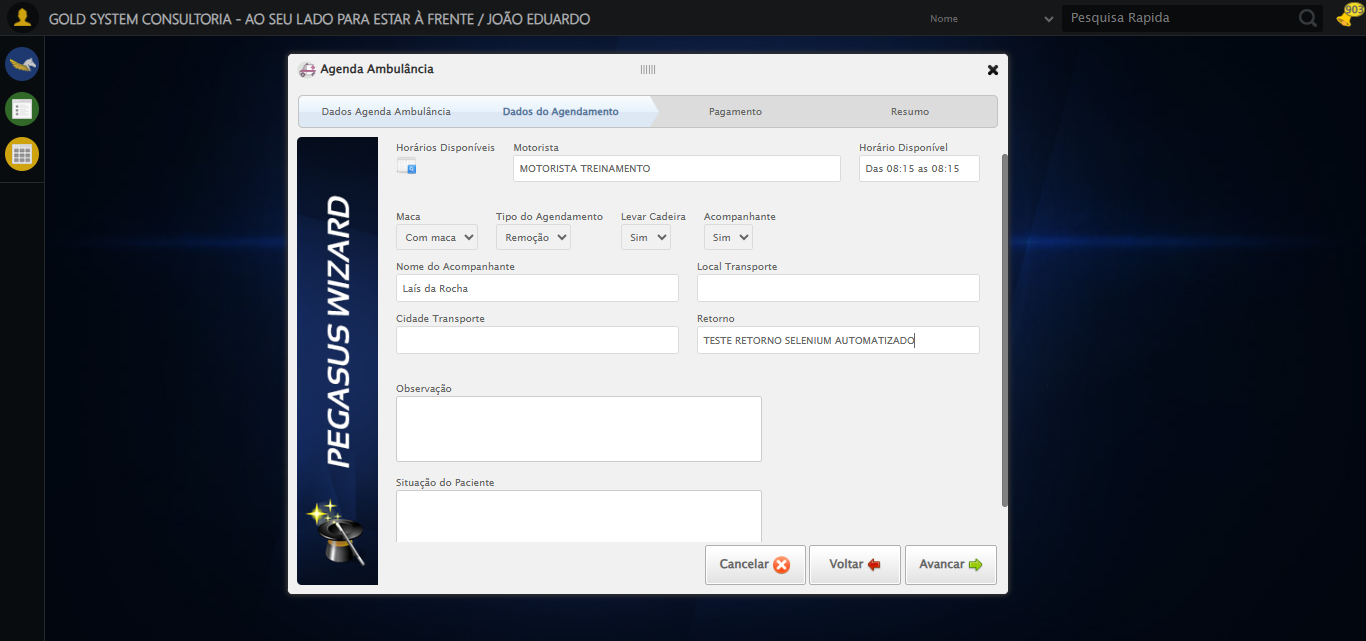 GOLD SYSTEM CONSULTORIA - AO SEU LADO PARA ESTAR À FRENTE / JOÃO EDUARDO
Nome
Pesquisa Rapida
903
Agenda Ambulância
Dados Agenda Ambulância
Dados do Agendamento
Pagamento
Resumo
PEGASUS WIZARD
Horários Disponíveis
Motorista
Horário Disponível
MOTORISTA TREINAMENTO
Das 08:15 as 08:15
Maca
Tipo do Agendamento
Levar Cadeira
Acompanhante
Com maca
Remoção
Sim
Sim
Nome do Acompanhante
Local Transporte
Laís da Rocha
Cidade Transporte
Retorno
TESTE RETORNO SELENIUM AUTOMATIZADO
Observação
Situação do Paciente
Cancelar
Voltar
Avancar